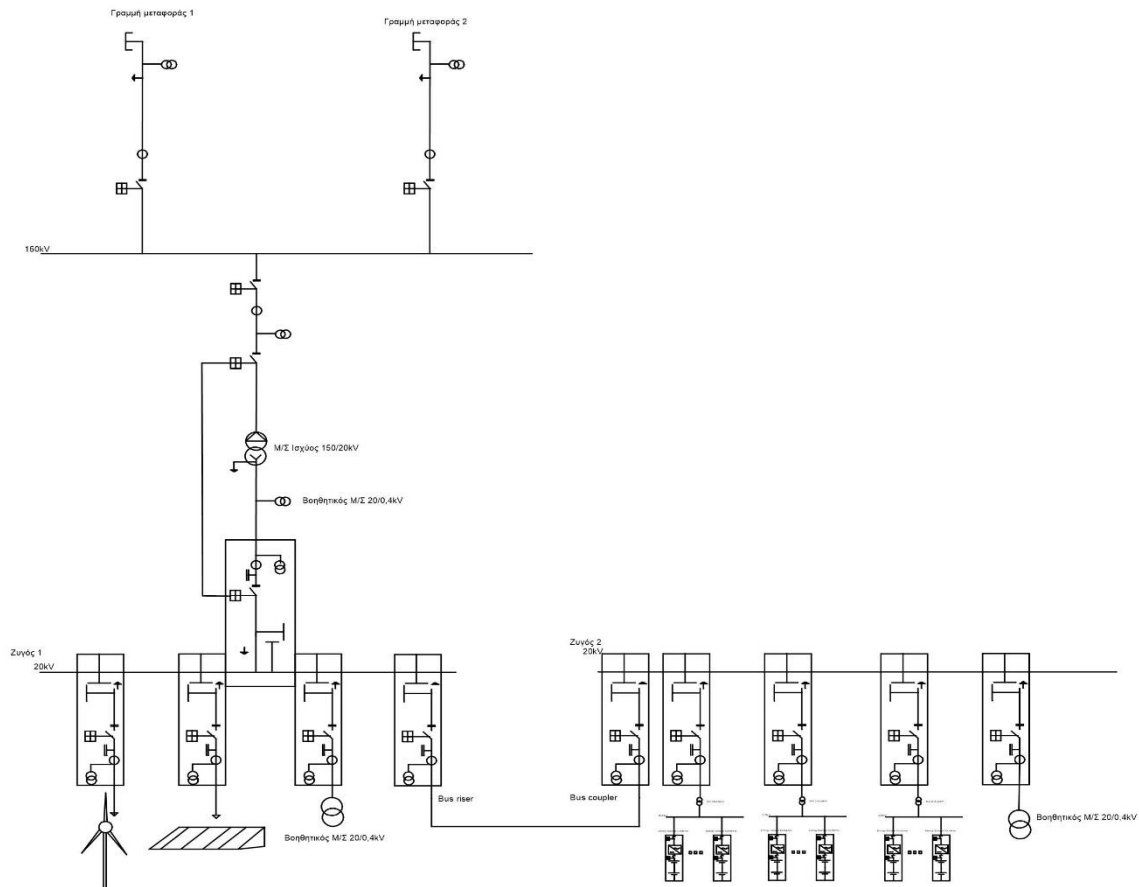 Γραμμή μεταφοράς 1
Γραμμή μεταφοράς 2
150kV
Μ/Σ Ισχύος 150/20kV
Βοηθητικός Μ/Σ 20/0,4kV
Ζυγός 1
20kV
Ζυγός 2
20kV
Bus riser
Bus coupler
Βοηθητικός Μ/Σ 20/0,4kV
Βοηθητικός Μ/Σ 20/0,4kV